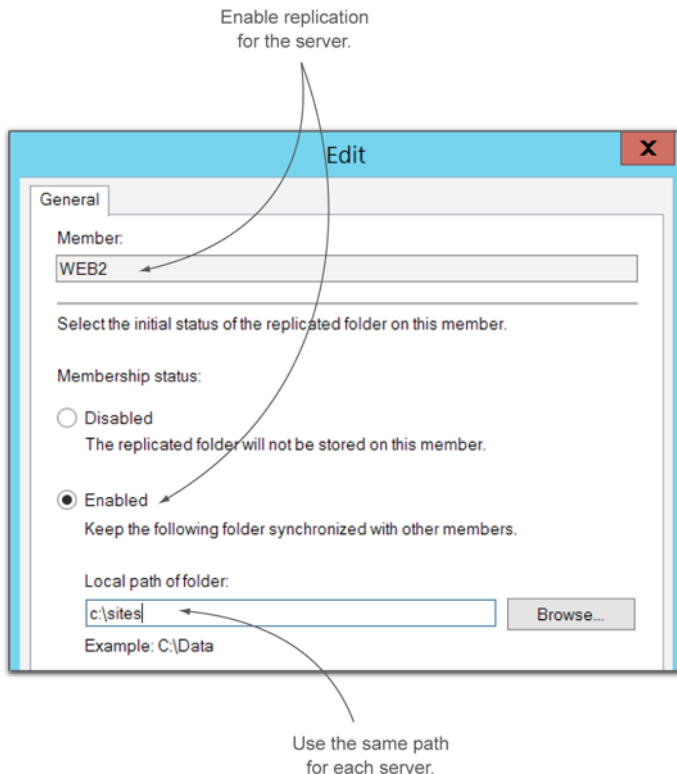 Enable replication
for the server.
Edit
X
General
Member:
WEB2
Select the initial status of the replicated folder on this member.
Membership status:
Disabled
The replicated folder will not be stored on this member.
Enabled
Keep the following folder synchronized with other members.
Local path of folder:
c:\sites
Browse...
Example: C:\Data
Use the same path
for each server.